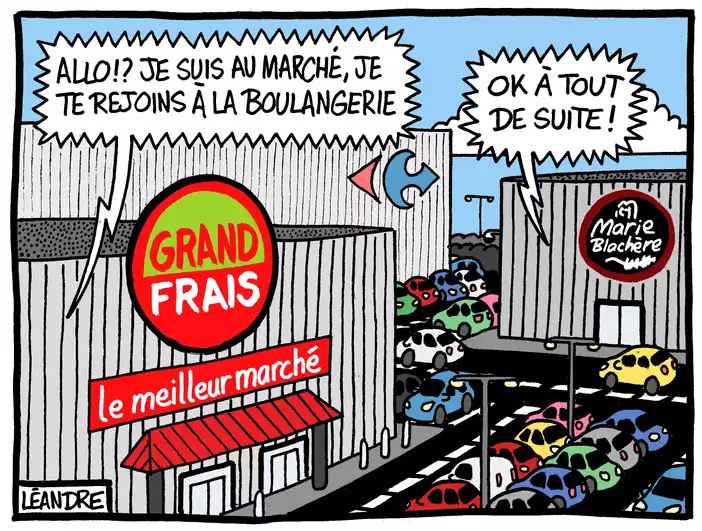 ALLO!? JE SUIS AU MARCHÉ, JE
TE REJOINS À LA BOULANGERIE
OK À TOUT
DE SUITE !
GRAND
FRAIS
le meilleur marché
Marie
Blachère
LÉANDRE